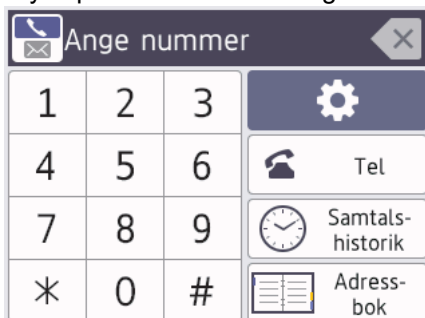 Ange nummer
1 2 3
4 5 6 Tel
7 8 9 Samtals-
historik
* 0 # Adress-
bok